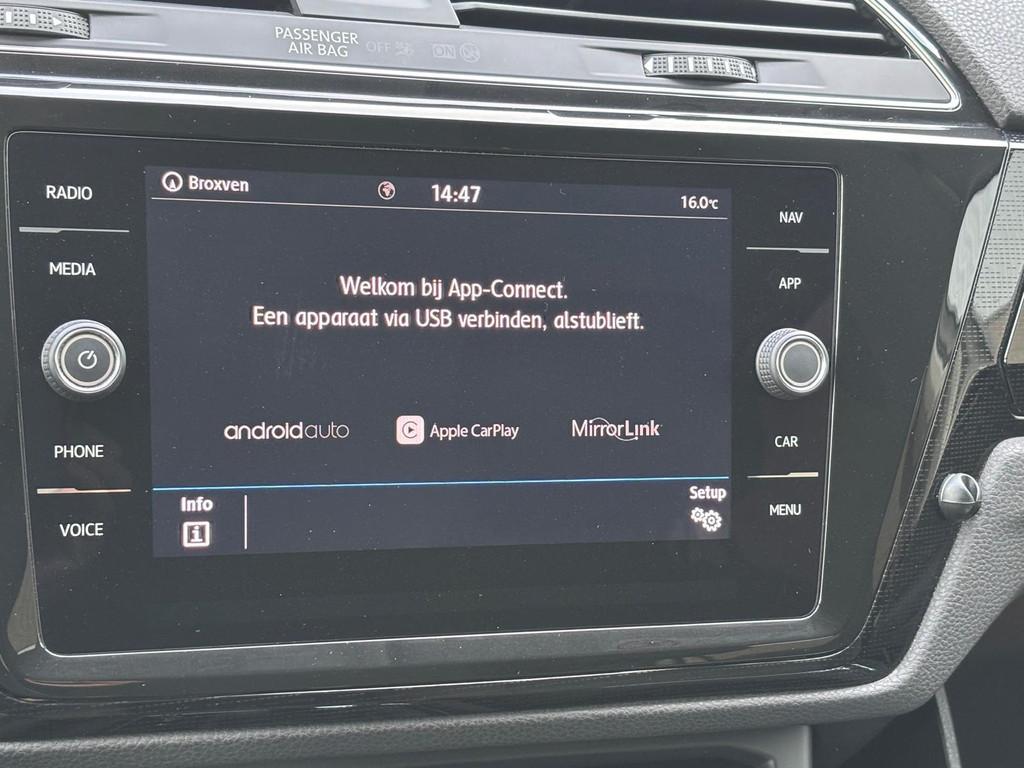 PASSENGER
AIR BAG OFF ON
Broxven 14:47 16.0°C
RADIO
MEDIA
PHONE
VOICE
Welkom bij App-Connect.
Een apparaat via USB verbinden, alstublieft.
androidauto Apple CarPlay MirrorLink
Info Setup
NAV
APP
CAR
MENU